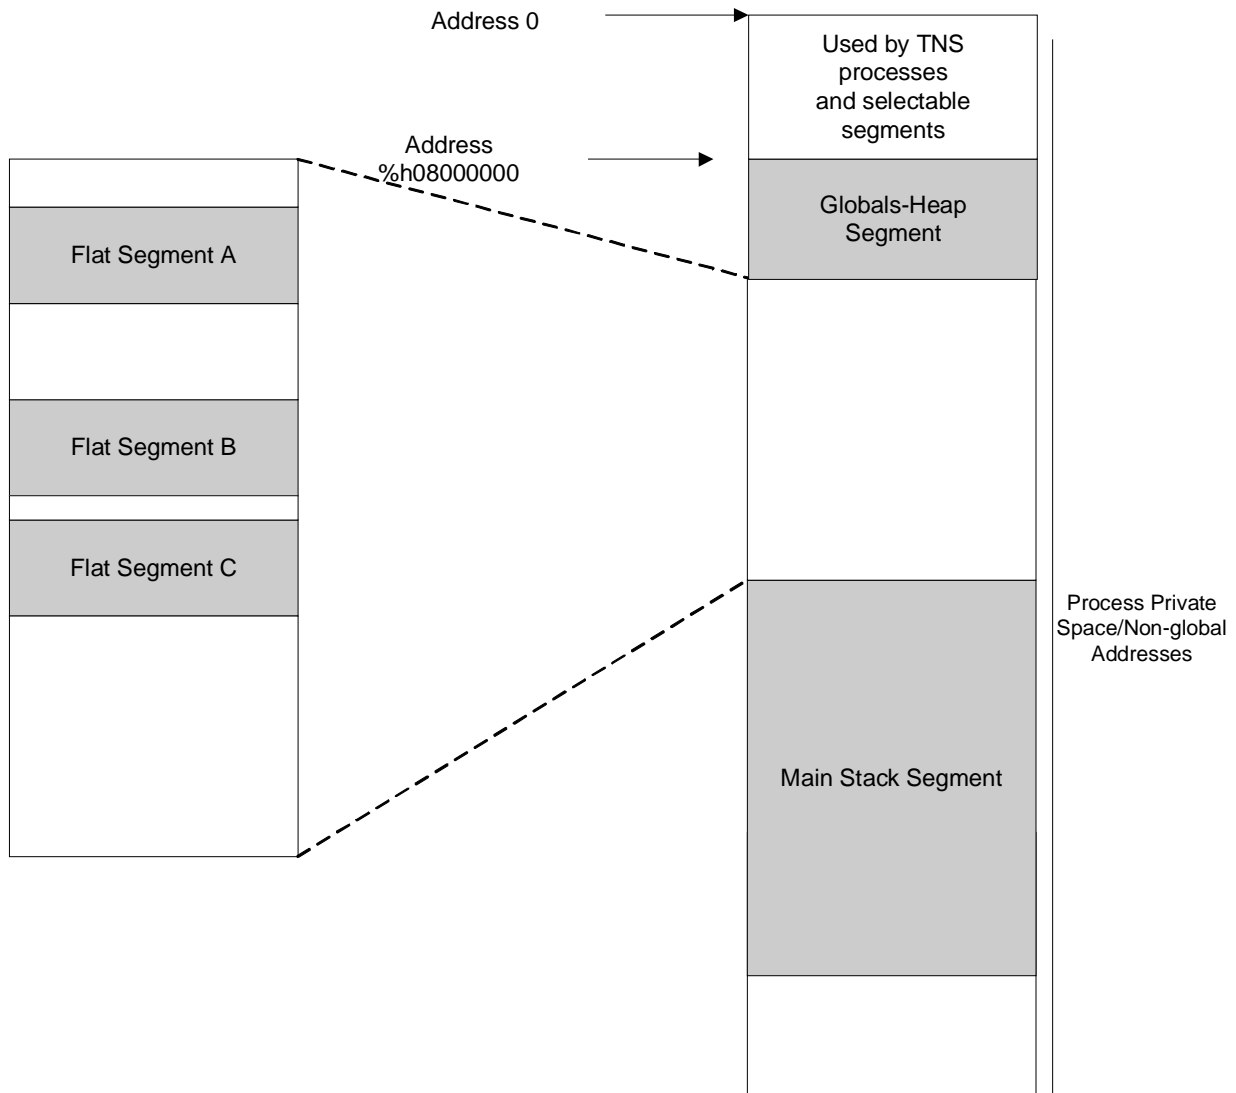 Address 0
Used by TNS
processes
and selectable
segments
Address
%h08000000
Globals-Heap
Segment
Flat Segment A
Flat Segment B
Flat Segment C
Process Private
Space/Non-global
Addresses
Main Stack Segment